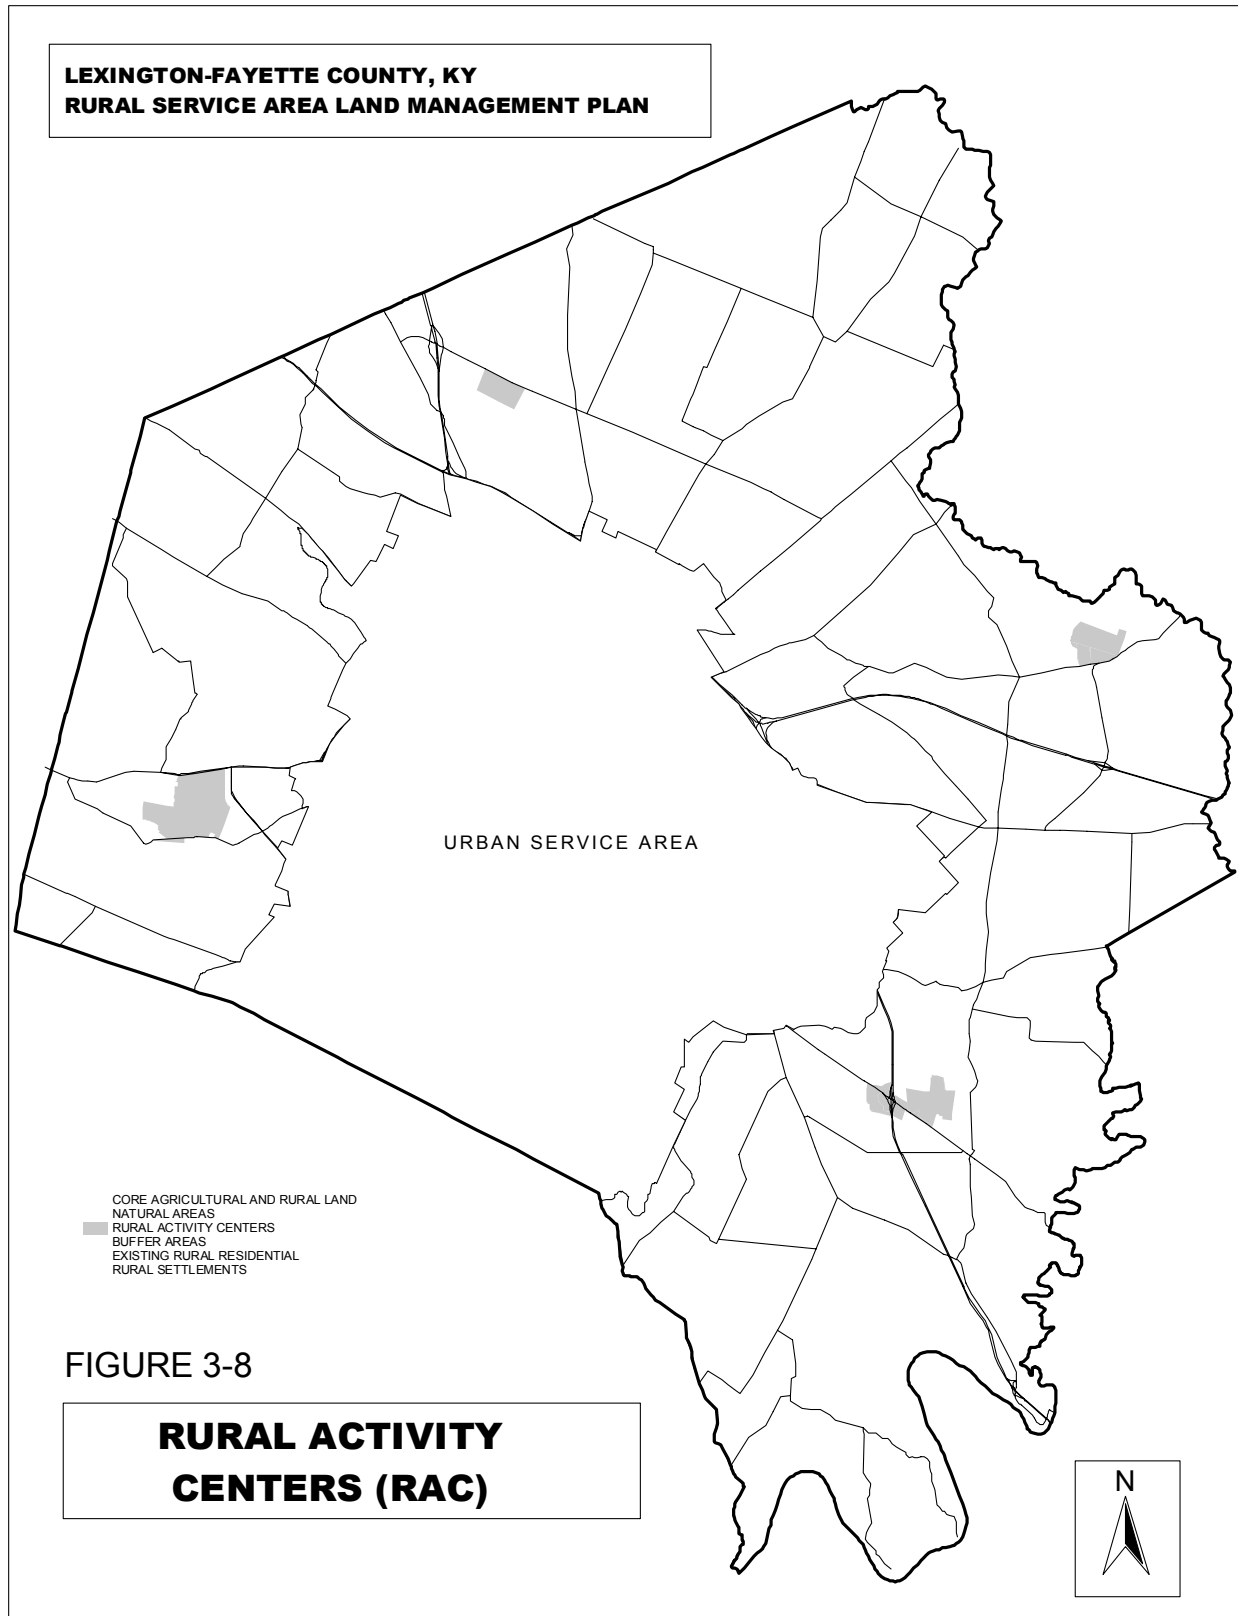 LEXINGTON-FAYETTE COUNTY, KY
RURAL SERVICE AREA LAND MANAGEMENT PLAN
URBAN SERVICE AREA
CORE AGRICULTURAL AND RURAL LAND
NATURAL AREAS
RURAL ACTIVITY CENTERS
BUFFER AREAS
EXISTING RURAL RESIDENTIAL
RURAL SETTLEMENTS
FIGURE 3-8
RURAL ACTIVITY
CENTERS (RAC)
N